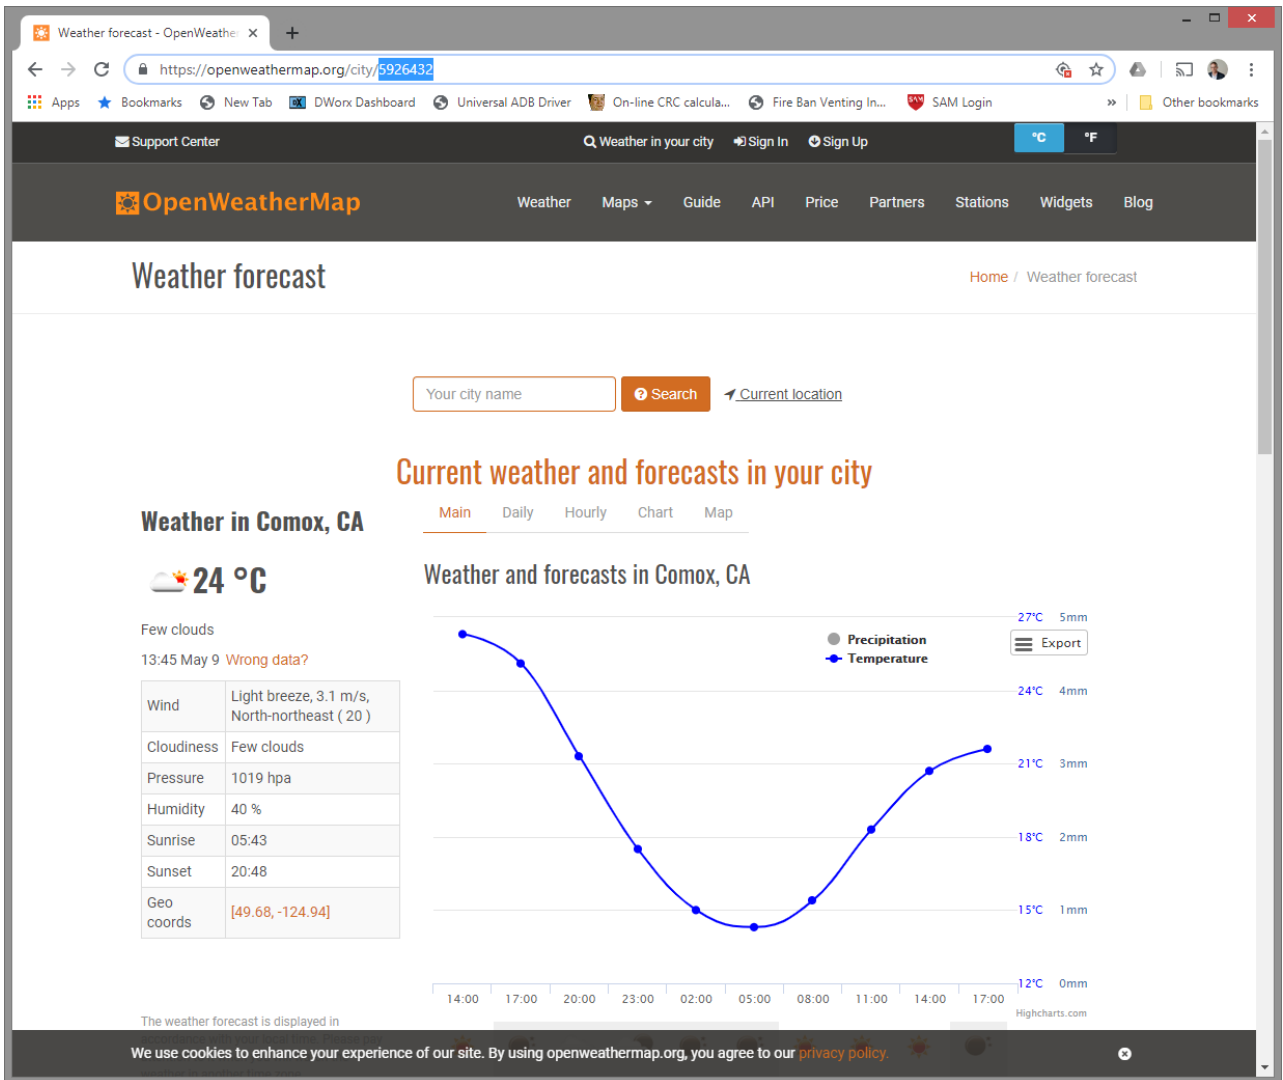 Weather forecast - OpenWeathe
https://openweathermap.org/city/5926432
Apps Bookmarks New Tab DWorx Dashboard Universal ADB Driver On-line CRC calcula... Fire Ban Venting In... SAM Login » Other bookmarks
Support Center Weather in your city Sign In Sign Up °C °F
OpenWeatherMap Weather Maps Guide API Price Partners Stations Widgets Blog
Weather forecast Home / Weather forecast
Your city name Search Current location
Current weather and forecasts in your city
Weather in Comox, CA
Main Daily Hourly Chart Map
24 °C
Weather and forecasts in Comox, CA
Few clouds
13:45 May 9 Wrong data?
Wind Light breeze, 3.1 m/s,
North-northeast ( 20 )
Cloudiness Few clouds
Pressure 1019 hpa
Humidity 40 %
Sunrise 05:43
Sunset 20:48
Geo
coords [49.68, -124.94]
Precipitation
Temperature
Export
27°C 5mm
24°C 4mm
21°C 3mm
18°C 2mm
15°C 1mm
12°C 0mm
14:00 17:00 20:00 23:00 02:00 05:00 08:00 11:00 14:00 17:00
Highcharts.com
The weather forecast is displayed in
We use cookies to enhance your experience of our site. By using openweathermap.org, you agree to our privacy policy.